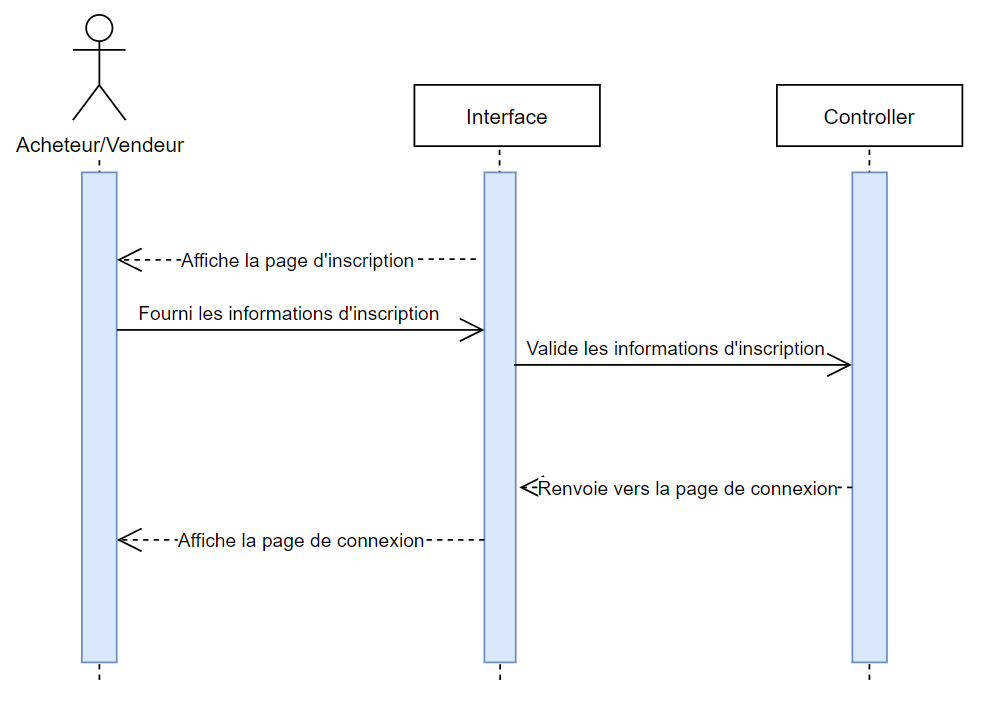 Acheteur/Vendeur
Interface
Controller
Affiche la page d'inscription
Fourni les informations d'inscription
Valide les informations d'inscription
Renvoie vers la page de connexion
Affiche la page de connexion